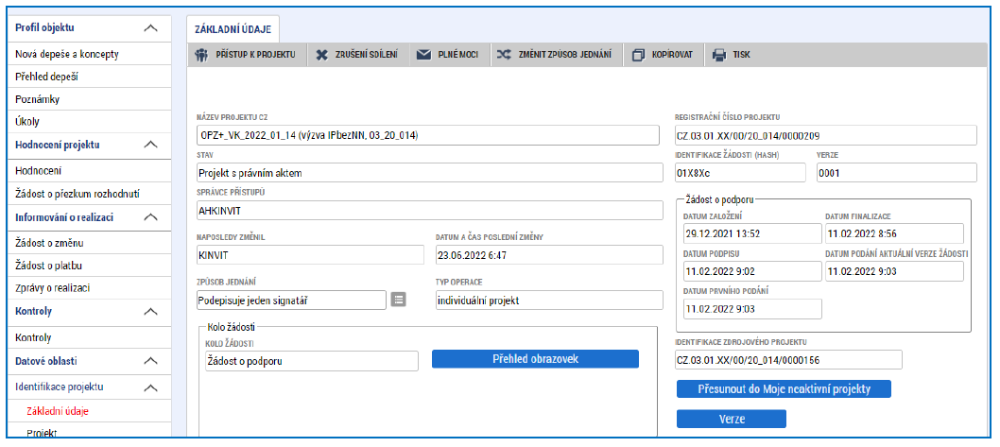 Profil objektu
Nová depeše a koncepty
Přehled depeší
Poznámky
Úkoly
Hodnocení projektu
Hodnocení
Žádost o přezkum rozhodnutí
Informování o realizaci
Žádost o změnu
Žádost o platbu
Zprávy o realizaci
Kontroly
Kontroly
Datové oblasti
Identifikace projektu
Základní údaje
Projekt
ZÁKLADNÍ ÚDAJE
PŘÍSTUP K PROJEKTU ZRUŠENÍ SDÍLENÍ PLNÉ MOCI ZMĚNIT ZPŮSOB JEDNÁNÍ KOPÍROVAT TISK
NÁZEV PROJEKTU CZ
OPZ+_VK_2022_01_14 (výzva IPbezNN, 03_20_014)
STAV
Projekt s právním aktem
SPRÁVCE PŘÍSTUPŮ
AHKINVIT
NAPOSLEDY ZMĚNIL DATUM A ČAS POSLEDNÍ ZMĚNY
KINVIT 23.06.2022 6:47
ZPŮSOB JEDNÁNÍ TYP OPERACE
Podepisuje jeden signatář individuální projekt
Kolo žádosti
KOLO ŽÁDOSTI
Žádost o podporu Přehled obrazovek
REGISTRAČNÍ ČÍSLO PROJEKTU
CZ.03.01.XX/00/20_014/0000209
IDENTIFIKACE ŽÁDOSTI (HASH) VERZE
01X8Xc 0001
Žádost o podporu
DATUM ZALOŽENÍ DATUM FINALIZACE
29.12.2021 13:52 11.02.2022 8:56
DATUM PODPISU DATUM PODÁNÍ AKTUÁLNÍ VERZE ŽÁDOSTI
11.02.2022 9:02 11.02.2022 9:03
DATUM PRVNÍHO PODÁNÍ
11.02.2022 9:03
IDENTIFIKACE ZDROJOVÉHO PROJEKTU
CZ.03.01.XX/00/20_014/0000156
Přesunout do Moje neaktivní projekty
Verze